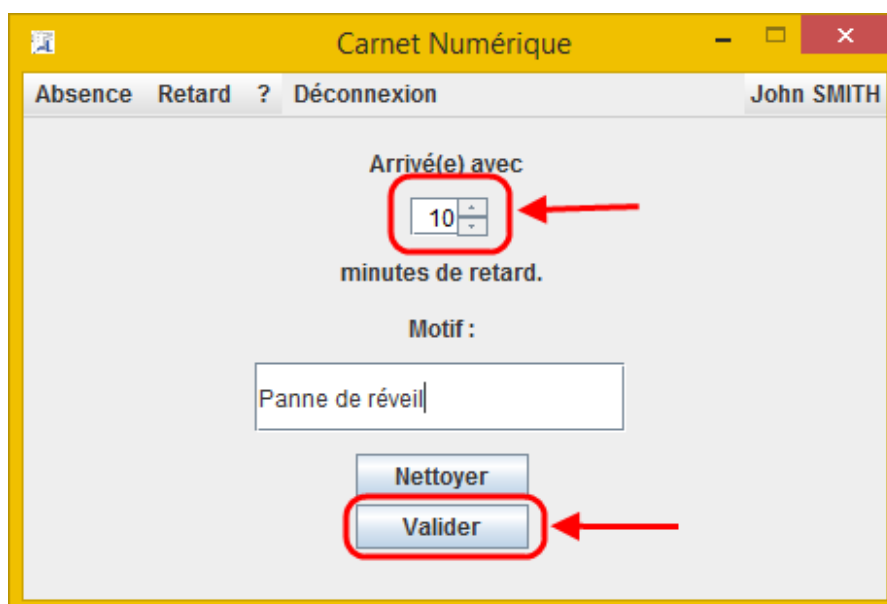 Carnet Numérique
Absence Retard ? Déconnexion John SMITH
Arrivé(e) avec
10
minutes de retard.
Motif :
Panne de réveil
Nettoyer
Valider